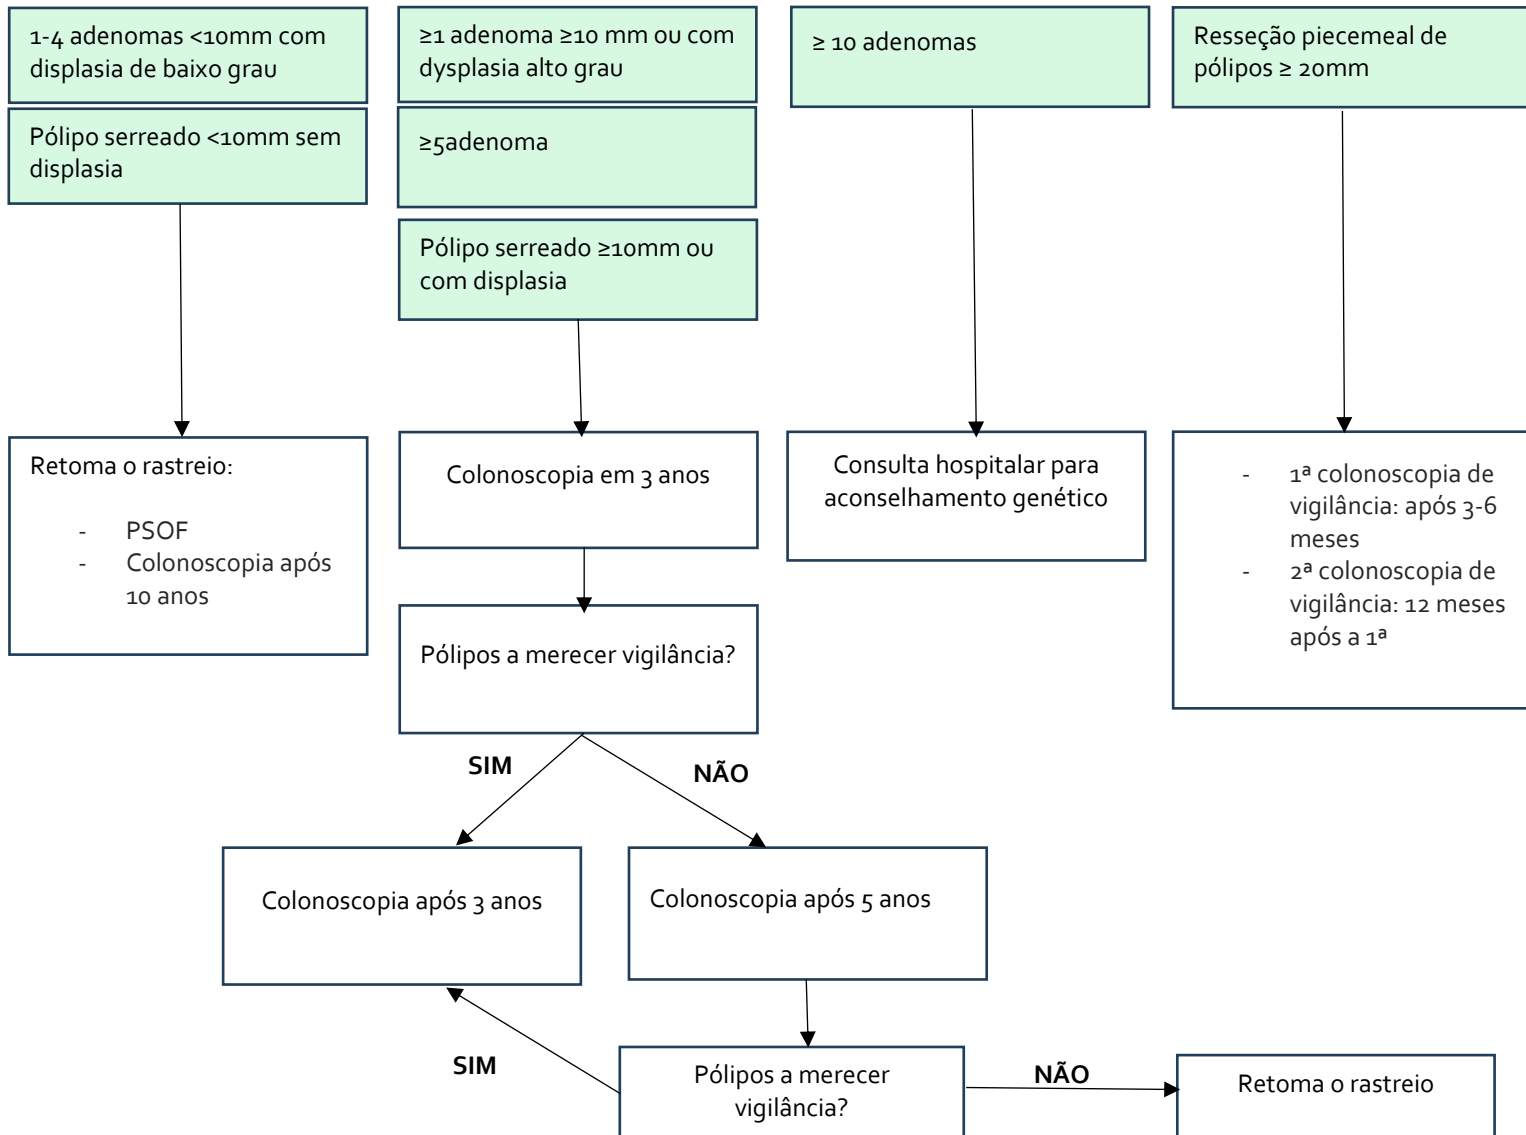 1-4 adenomas <10mm com
displasia de baixo grau
Pólipo serreado <10mm sem
displasia
≥1 adenoma ≥10 mm ou com
dysplasia alto grau
≥5adenoma
Pólipo serreado ≥10mm ou
com displasia
≥ 10 adenomas
Resseção piecemeal de
pólipos ≥ 20mm
Retoma o rastreio:
- PSOF
- Colonoscopia após
10 anos
Colonoscopia em 3 anos
Consulta hospitalar para
aconselhamento genético
- 1ª colonoscopia de
vigilância: após 3-6
meses
- 2ª colonoscopia de
vigilância: 12 meses
após a 1ª
Pólipos a merecer vigilância?
SIM
NÃO
Colonoscopia após 3 anos
Colonoscopia após 5 anos
SIM
Pólipos a merecer
vigilância?
NÃO
Retoma o rastreio